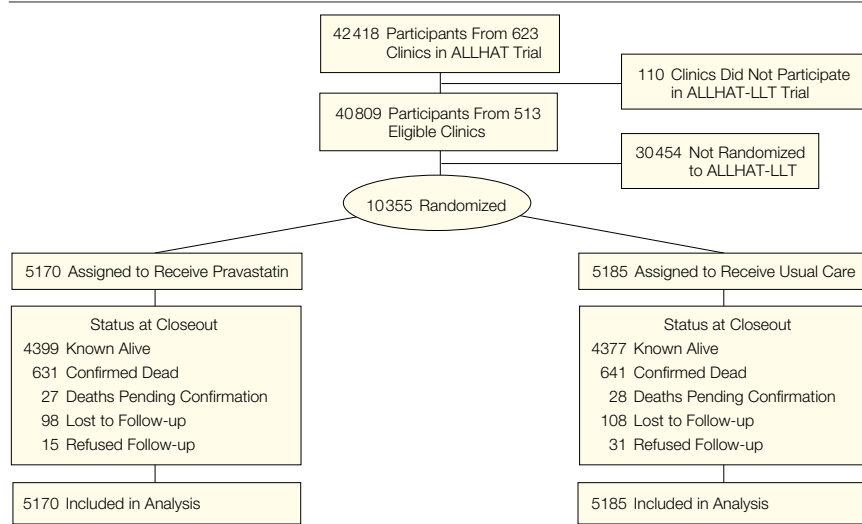 42418 Participants From 623
Clinics in ALLHAT Trial
110 Clinics Did Not Participate
in ALLHAT-LLT Trial
40809 Participants From 513
Eligible Clinics
30454 Not Randomized
to ALLHAT-LLT
10355 Randomized
5170 Assigned to Receive Pravastatin
Status at Closeout
4399 Known Alive
631 Confirmed Dead
27 Deaths Pending Confirmation
98 Lost to Follow-up
15 Refused Follow-up
5170 Included in Analysis
5185 Assigned to Receive Usual Care
Status at Closeout
4377 Known Alive
641 Confirmed Dead
28 Deaths Pending Confirmation
108 Lost to Follow-up
31 Refused Follow-up
5185 Included in Analysis